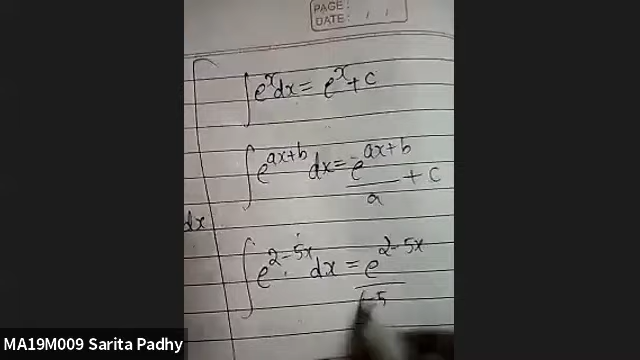 PAGE:
DATE: / /
∫e^x dx = e^x + c
∫e^(ax+b) dx = e^(ax+b)/a + c
dx
∫e^(2-5x) dx = e^(2-5x)/(-5
MA19M009 Sarita Padhy